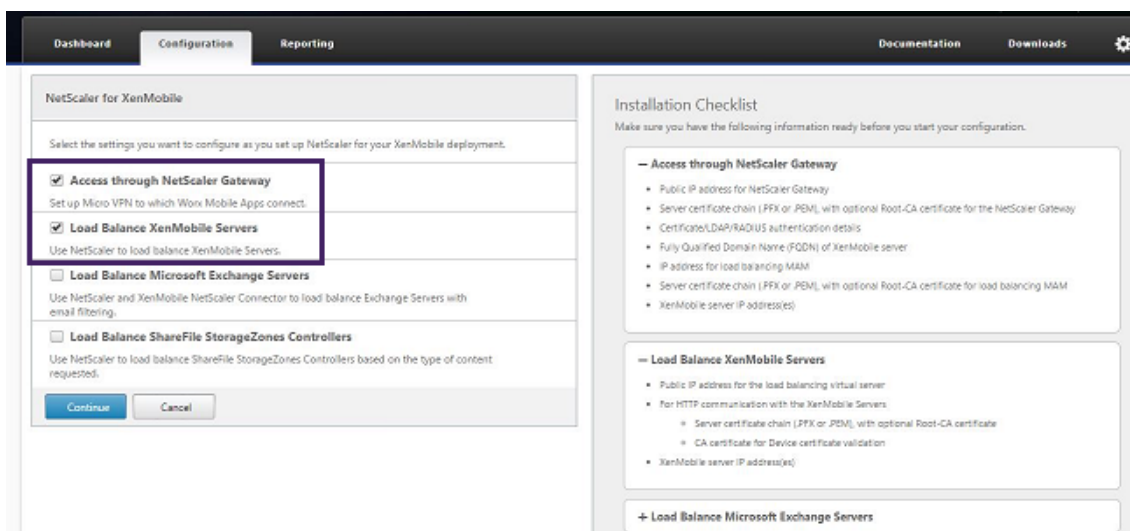 Dashboard Configuration Reporting Documentation Downloads
NetScaler for XenMobile
Select the settings you want to configure as you set up NetScaler for your XenMobile deployment.
Access through NetScaler Gateway
Set up Micro VPN to which Worx Mobile Apps connect.
Load Balance XenMobile Servers
Use NetScaler to load balance XenMobile Servers.
Load Balance Microsoft Exchange Servers
Use NetScaler and XenMobile NetScaler Connector to load balance Exchange Servers with
email filtering.
Load Balance ShareFile StorageZones Controllers
Use NetScaler to load balance ShareFile StorageZones Controllers based on the type of content
requested.
Continue Cancel
Installation Checklist
Make sure you have the following information ready before you start your configuration.
— Access through NetScaler Gateway
• Public IP address for NetScaler Gateway
• Server certificate chain (.PFX or .PEM), with optional Root-CA certificate for the NetScaler Gateway
• Certificate/LDAP/RADIUS authentication details
• Fully Qualified Domain Name (FQDN) of XenMobile server
• IP address for load balancing MAM
• Server certificate chain (.PFX or .PEM), with optional Root-CA certificate for load balancing MAM
• XenMobile server IP address(es)
— Load Balance XenMobile Servers
• Public IP address for the load balancing virtual server
• For HTTP communication with the XenMobile Servers
Server certificate chain (.PFX or .PEM), with optional Root-CA certificate
CA certificate for Device certificate validation
• XenMobile server IP address(es)
+ Load Balance Microsoft Exchange Servers